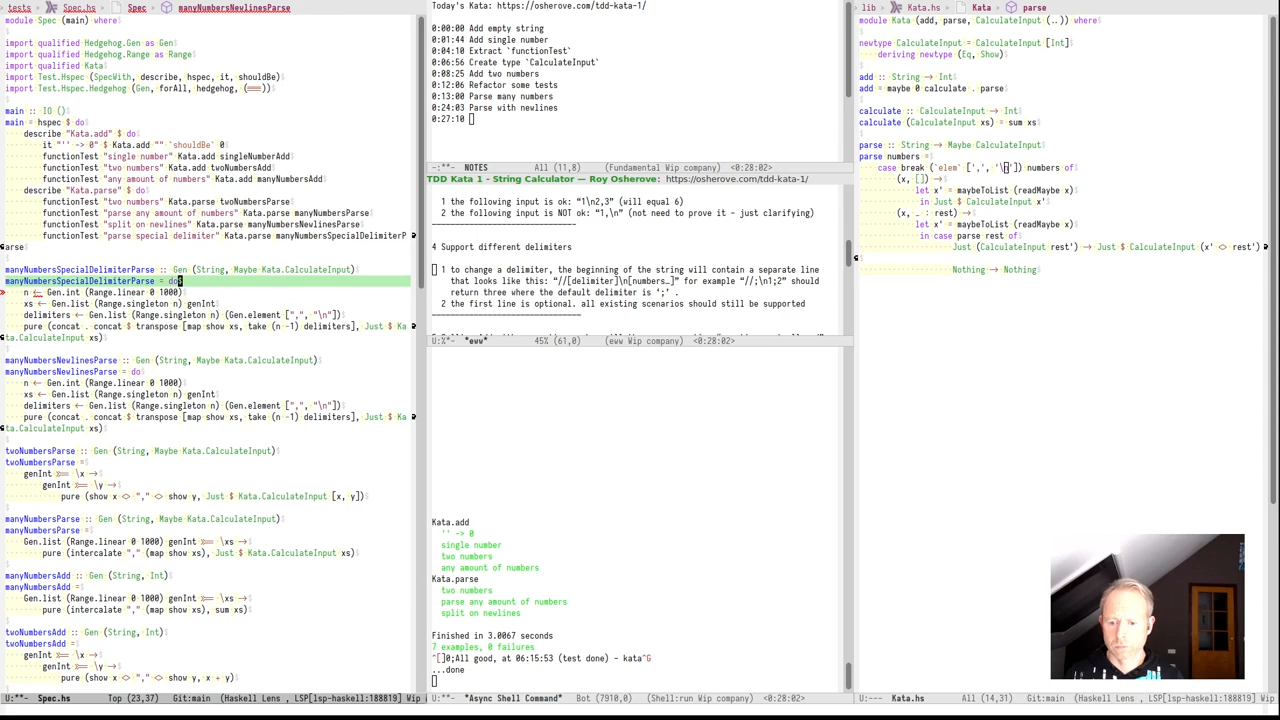 tests > Spec.hs > Spec > manyNumbersNewlinesParse
module Spec (main) where
import qualified Hedgehog.Gen as Gen
import qualified Hedgehog.Range as Range
import qualified Kata
import Test.Hspec (SpecWith, describe, hspec, it, shouldBe)
import Test.Hspec.Hedgehog (Gen, forAll, hedgehog, (===))
main :: IO ()
main = hspec $ do
describe "Kata.add" $ do
it "'' -> 0" $ Kata.add "" `shouldBe` 0
functionTest "single number" Kata.add singleNumberAdd
functionTest "two numbers" Kata.add twoNumbersAdd
functionTest "any amount of numbers" Kata.add manyNumbersAdd
describe "Kata.parse" $ do
functionTest "two numbers" Kata.parse twoNumbersParse
functionTest "parse any amount of numbers" Kata.parse manyNumbersParse
functionTest "split on newlines" Kata.parse manyNumbersNewlinesParse
functionTest "parse special delimiter" Kata.parse manyNumbersSpecialDelimiterP
arse
manyNumbersSpecialDelimiterParse :: Gen (String, Maybe Kata.CalculateInput)
manyNumbersSpecialDelimiterParse = do
n ← Gen.int (Range.linear 0 1000)
xs ← Gen.list (Range.singleton n) genInt
delimiters ← Gen.list (Range.singleton n) (Gen.element [",", "\n"])
pure (concat . concat $ transpose [map show xs, take (n -1) delimiters], Just $ Ka
ta.CalculateInput xs)
manyNumbersNewlinesParse :: Gen (String, Maybe Kata.CalculateInput)
manyNumbersNewlinesParse = do
n ← Gen.int (Range.linear 0 1000)
xs ← Gen.list (Range.singleton n) genInt
delimiters ← Gen.list (Range.singleton n) (Gen.element [",", "\n"])
pure (concat . concat $ transpose [map show xs, take (n -1) delimiters], Just $ Ka
ta.CalculateInput xs)
twoNumbersParse :: Gen (String, Maybe Kata.CalculateInput)
twoNumbersParse =
genInt >>= \x →
genInt >>= \y →
pure (show x <> "," <> show y, Just $ Kata.CalculateInput [x, y])
manyNumbersParse :: Gen (String, Maybe Kata.CalculateInput)
manyNumbersParse =
Gen.list (Range.linear 0 1000) genInt >>= \xs →
pure (intercalate "," (map show xs), Just $ Kata.CalculateInput xs)
manyNumbersAdd :: Gen (String, Int)
manyNumbersAdd =
Gen.list (Range.linear 0 1000) genInt >>= \xs →
pure (intercalate "," (map show xs), sum xs)
twoNumbersAdd :: Gen (String, Int)
twoNumbersAdd =
genInt >>= \x →
genInt >>= \y →
pure (show x <> "," <> show y, x + y)
U:**- Spec.hs Top (23,37) Git:main (Haskell Lens , LSP[lsp-haskell:188819] Wip
Today's Kata: https://osherove.com/tdd-kata-1/
0:00:00 Add empty string
0:01:44 Add single number
0:04:10 Extract `functionTest`
0:06:56 Create type `CalculateInput`
0:08:25 Add two numbers
0:12:06 Refactor some tests
0:13:00 Parse many numbers
0:24:03 Parse with newlines
0:27:10
-:**- NOTES All (11,8) (Fundamental Wip company) <0:28:02>
TDD Kata 1 - String Calculator — Roy Osherove: https://osherove.com/tdd-kata-1/
1 the following input is ok: “1\n2,3” (will equal 6)
2 the following is NOT ok: “1,\n” (not need to prove it – just clarifying)
4 Support different delimiters
1 to change a delimiter, the beginning of the string will contain a separate line
that looks like this: “//[delimiter]\n[numbers…]” for example “//;\n1;2” should
return three where the default delimiter is ‘;’ .
2 the first line is optional. all existing scenarios should still be supported
U:%*- *eww* 45% (61,0) (eww Wip company) <0:28:02>
Kata.add
'' -> 0
single number
two numbers
any amount of numbers
Kata.parse
two numbers
parse any amount of numbers
split on newlines
Finished in 3.0067 seconds
7 examples, 0 failures
^[]0;All good, at 06:15:53 (test done) – kata^G
...done
U:**- *Async Shell Command* Bot (7910,0) (Shell:run Wip company) <0:28:02>
lib > Kata.hs > Kata > parse
module Kata (add, parse, CalculateInput (..)) where
newtype CalculateInput = CalculateInput [Int]
deriving newtype (Eq, Show)
add :: String → Int
add = maybe 0 calculate . parse
calculate :: CalculateInput → Int
calculate (CalculateInput xs) = sum xs
parse :: String → Maybe CalculateInput
parse numbers =
case break (`elem` [',', '\n']) numbers of
(x, []) →
let x' = maybeToList (readMaybe x)
in Just $ CalculateInput x'
(x, _ : rest) →
let x' = maybeToList (readMaybe x)
in case parse rest of
Just (CalculateInput rest') → Just $ CalculateInput (x' <> rest')
Nothing → Nothing
U:--- Kata.hs All (14,31) Git:main (Haskell Lens , LSP[lsp-haskell:188819] Wip